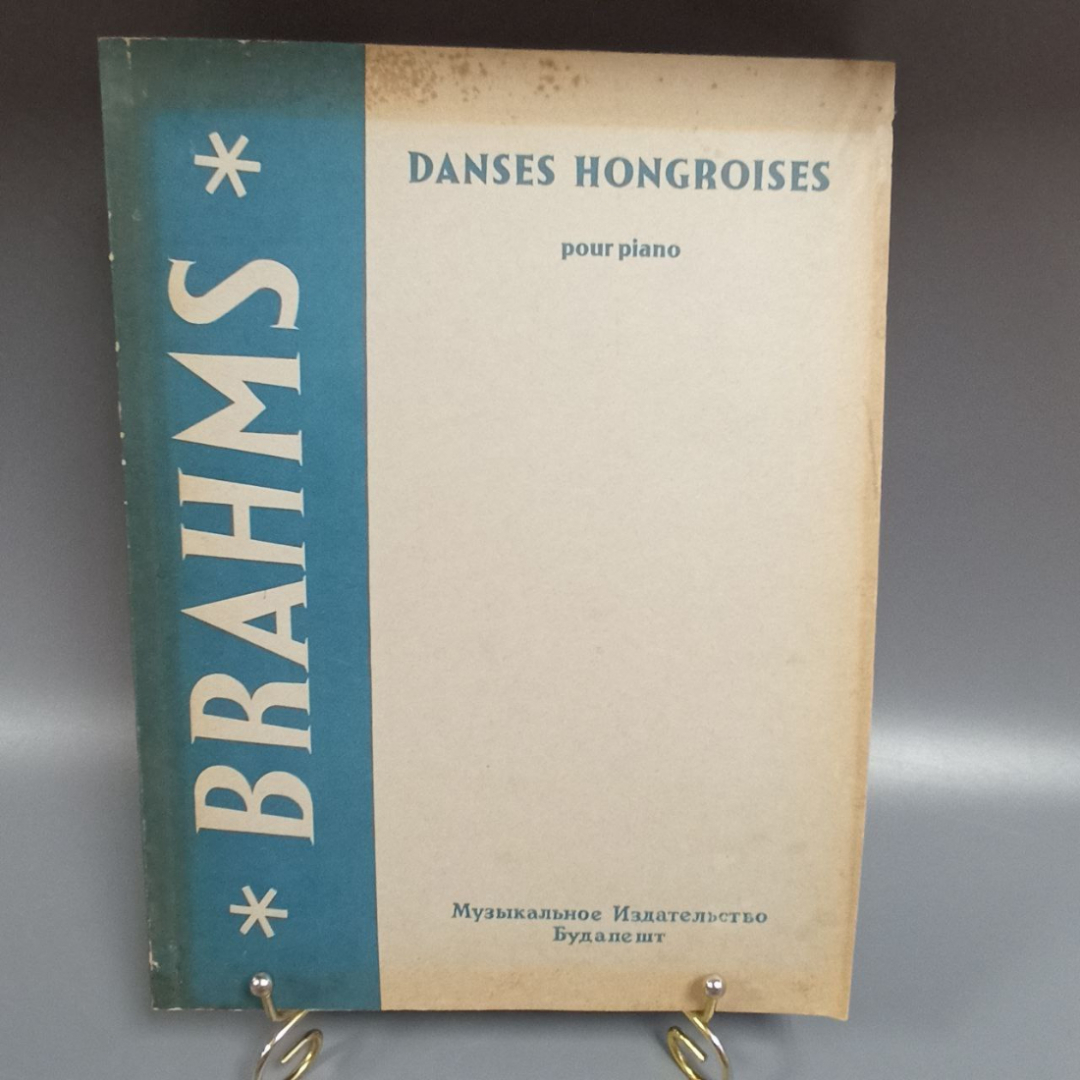 * BRAHMS *
DANSES HONGROISES
pour piano
Музыкальное Издательство
Будапешт